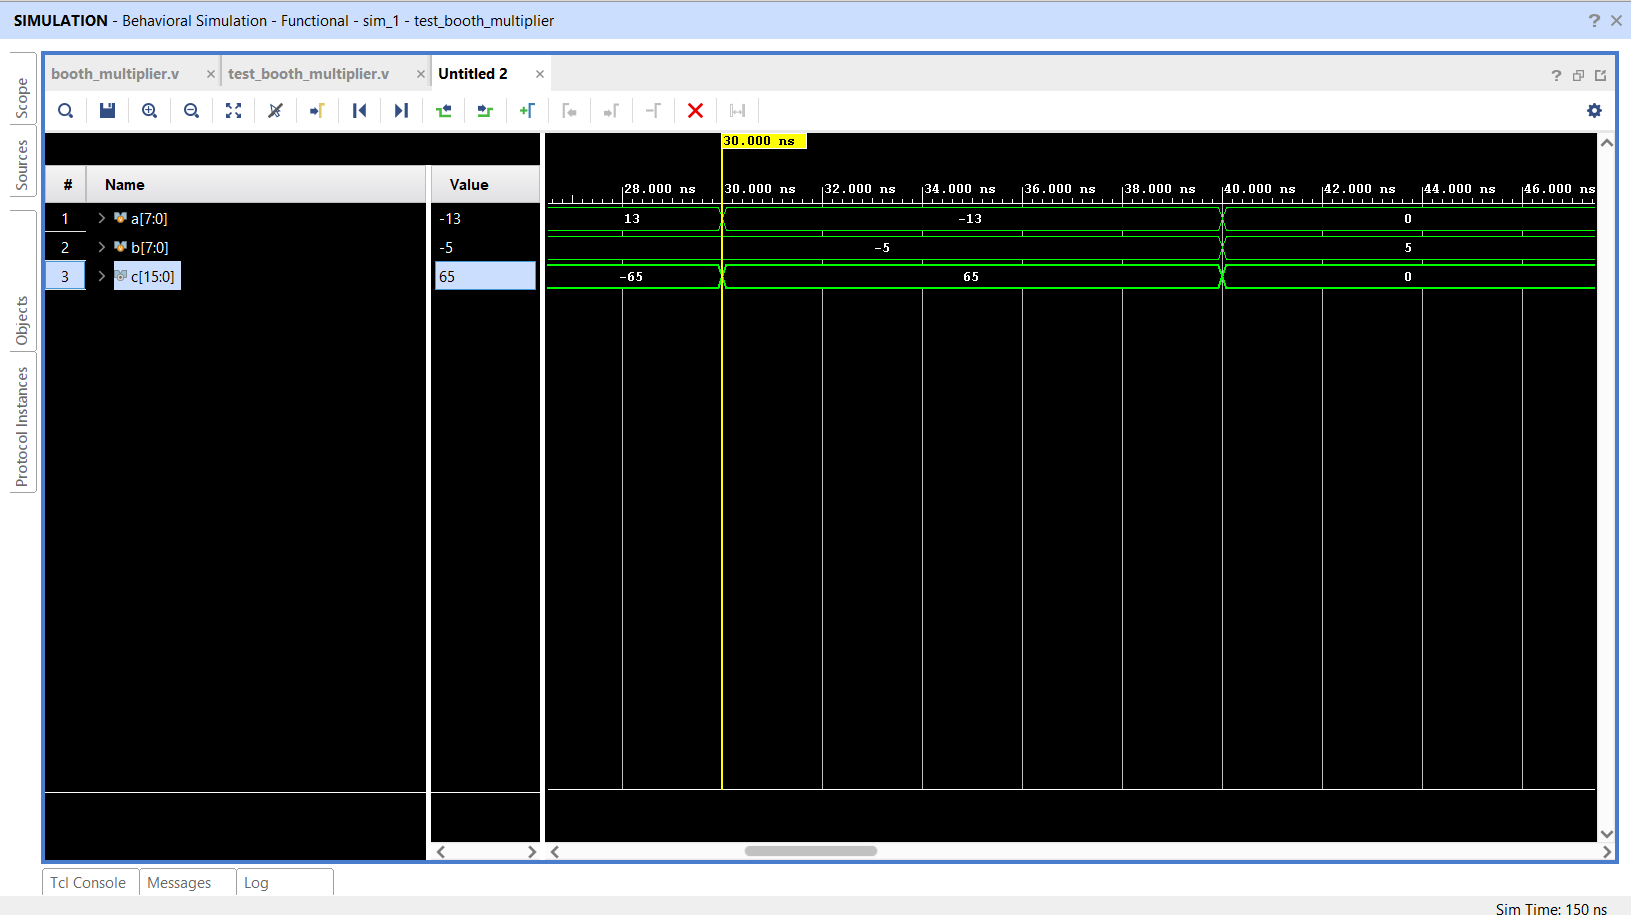 SIMULATION - Behavioral Simulation - Functional - sim_1 - test_booth_multiplier ? ×
booth_multiplier.v × test_booth_multiplier.v × Untitled 2 × ?
Scope
Sources
Objects
Protocol Instances
30.000 ns
# Name Value
28.000 ns 30.000 ns 32.000 ns 34.000 ns 36.000 ns 38.000 ns 40.000 ns 42.000 ns 44.000 ns 46.000 ns
1 a[7:0] -13 13 -13 0
2 b[7:0] -5 -5 5
3 c[15:0] 65 -65 65 0
Tcl Console Messages Log
Sim Time: 150 ns